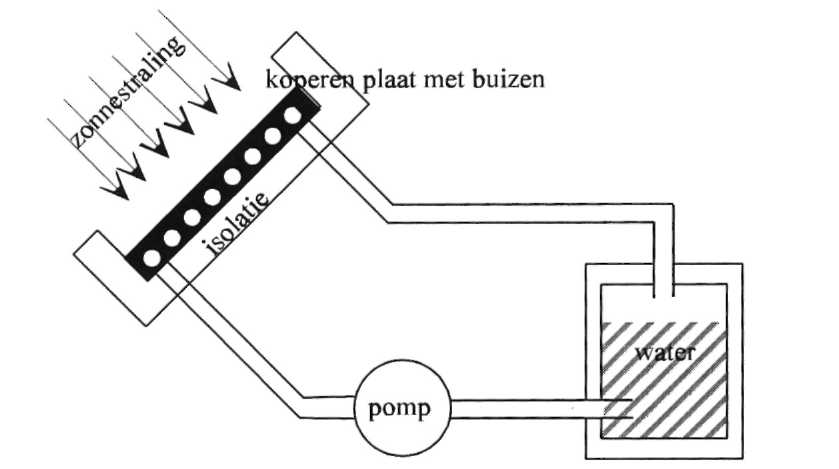 zonnestraling
koperen plaat met buizen
isolatie
water
pomp